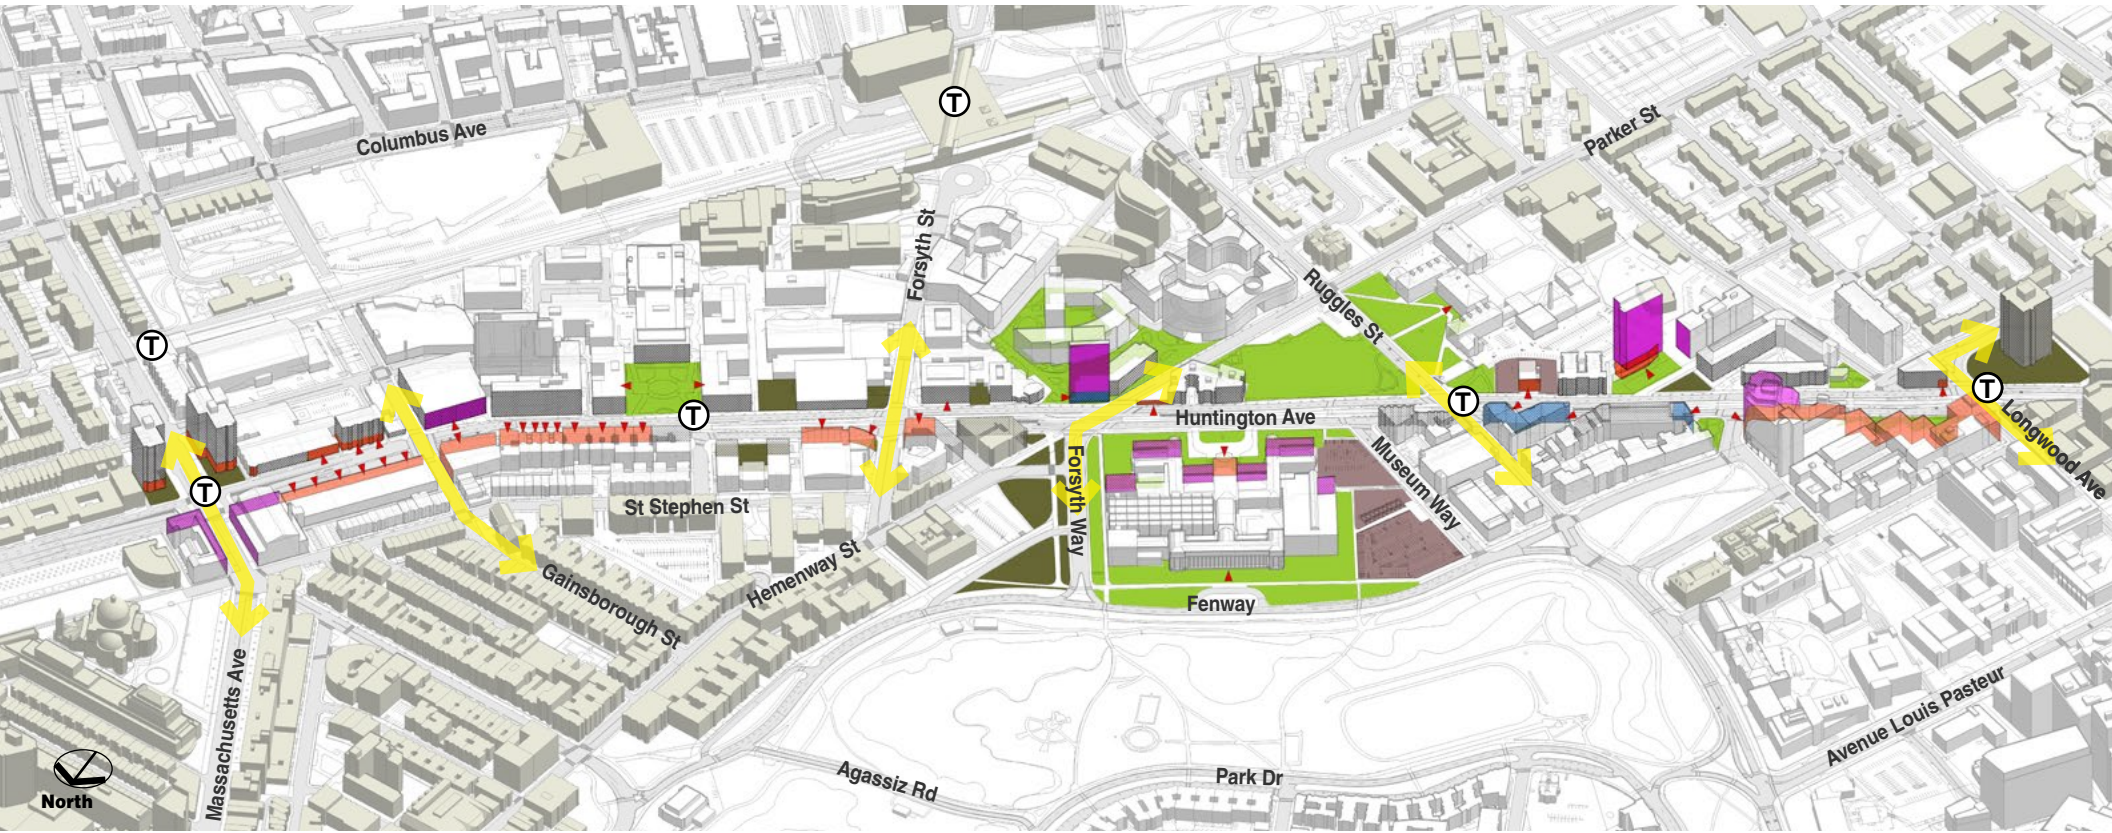 T
Columbus Ave
Parker St
Forsyth St
Ruggles St
T
T
T
T
Huntington Ave
T
Longwood Ave
Museum Way
Forsyth Way
St Stephen St
Hemenway St
Gainsborough St
Fenway
Massachusetts Ave
Avenue Louis Pasteur
Agassiz Rd
Park Dr
North